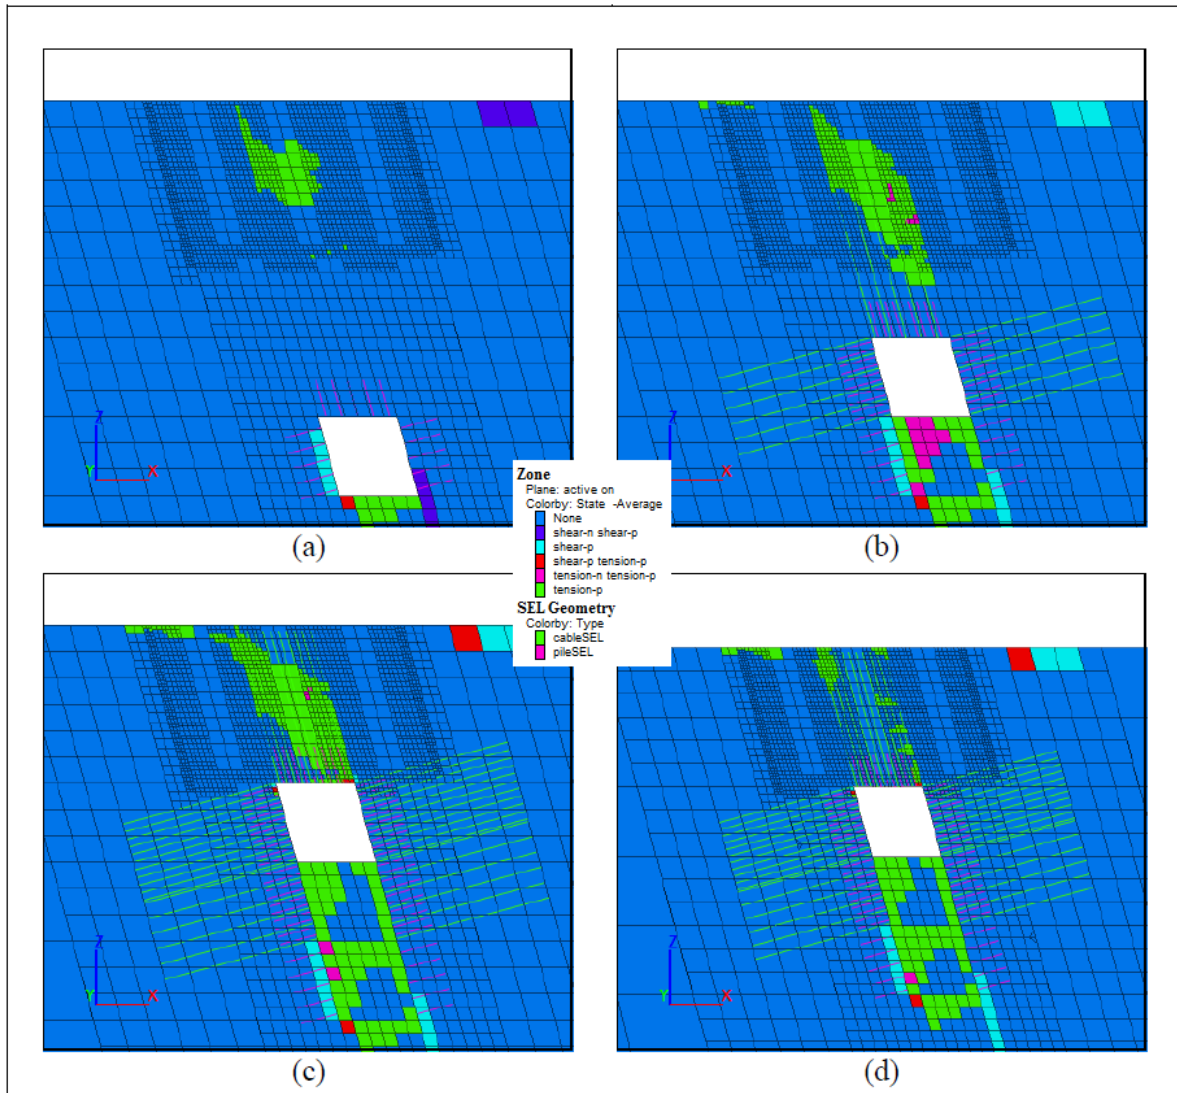 Z
Y X
(a)
Z
Y X
(b)
Zone
Plane: active on
Colorby: State -Average
None
shear-n shear-p
shear-p
shear-p tension-p
tension-n tension-p
tension-p
SEL Geometry
Colorby: Type
cableSEL
pileSEL
Z
Y X
(c)
Z
Y X
(d)